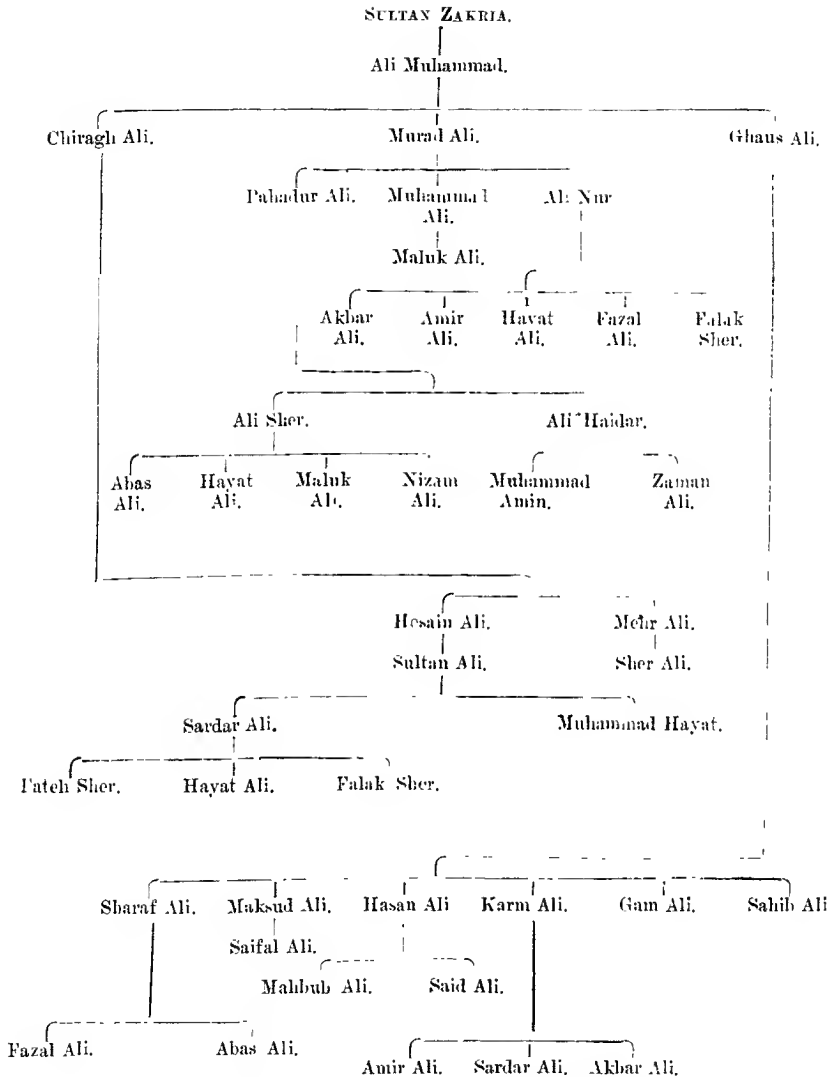 SULTAN ZAKRIA.
Ali Muhammad.
Chiragh Ali. Murad Ali. Ghaus Ali.
Bahadur Ali. Muhammad Ali. Ali Nur
Maluk Ali.
Akbar Ali. Amir Ali. Hayat Ali. Fazal Ali. Falak Sher.
Ali Sher. Ali Haidar.
Abas Ali. Hayat Ali. Maluk Ali. Nizam Ali. Muhammad Amin. Zaman Ali.
Hosain Ali. Mehr Ali.
Sultan Ali. Sher Ali.
Sardar Ali. Muhammad Hayat.
Fateh Sher. Hayat Ali. Falak Sher.
Sharaf Ali. Maksud Ali. Hasan Ali Karm Ali. Gam Ali. Sahib Ali
Saifal Ali.
Mahbub Ali. Said Ali.
Fazal Ali. Abas Ali.
Amir Ali. Sardar Ali. Akbar Ali.